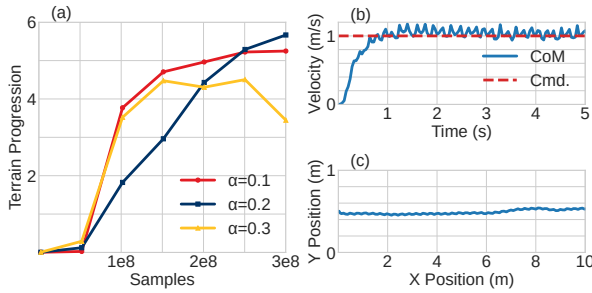 (a)
Terrain Progression
6
4
2
0
α=0.1
α=0.2
α=0.3
1e8
2e8
3e8
Samples
(b)
Velocity (m/s)
1
0
CoM
Cmd.
1
2
3
4
5
Time (s)
(c)
Y Position (m)
1
0
2
4
6
8
10
X Position (m)